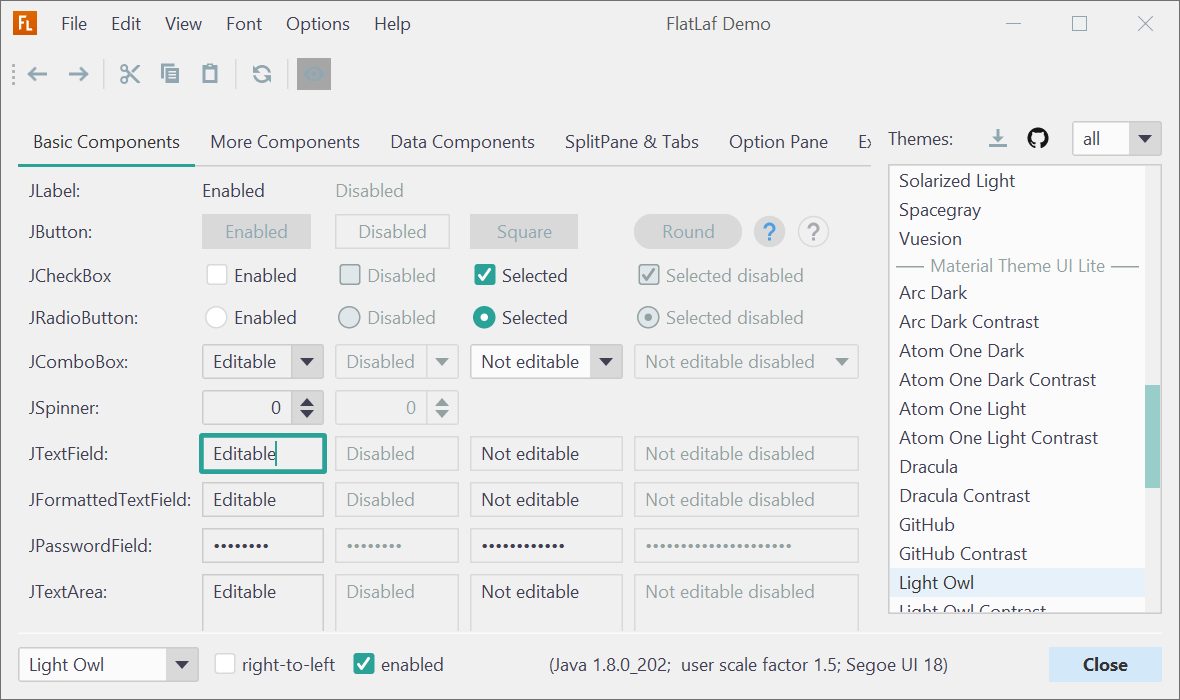 FL File Edit View Font Options Help FlatLaf Demo
Basic Components More Components Data Components SplitPane & Tabs Option Pane Themes: all
JLabel: Enabled Disabled
JButton: Enabled Disabled Square Round ? ?
JCheckBox Enabled Disabled Selected Selected disabled
JRadioButton: Enabled Disabled Selected Selected disabled
JComboBox: Editable Disabled Not editable Not editable disabled
JSpinner: 0 0
JTextField: Editable Disabled Not editable Not editable disabled
JFormattedTextField: Editable Disabled Not editable Not editable disabled
JPasswordField: •••••••• •••••••• •••••••••••• ••••••••••••••••••••
JTextArea: Editable Disabled Not editable Not editable disabled
Solarized Light
Spacegray
Vuesion
Material Theme UI Lite
Arc Dark
Arc Dark Contrast
Atom One Dark
Atom One Dark Contrast
Atom One Light
Atom One Light Contrast
Dracula
Dracula Contrast
GitHub
GitHub Contrast
Light Owl
Light Owl Contrast
Light Owl right-to-left enabled (Java 1.8.0_202; user scale factor 1.5; Segoe UI 18) Close